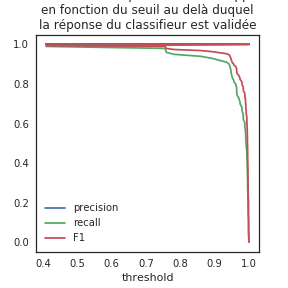 en fonction du seuil au delà duquel
la réponse du classifieur est validée
1.0
0.8
0.6
0.4
0.2
0.0
precision
recall
F1
0.4 0.5 0.6 0.7 0.8 0.9 1.0
threshold